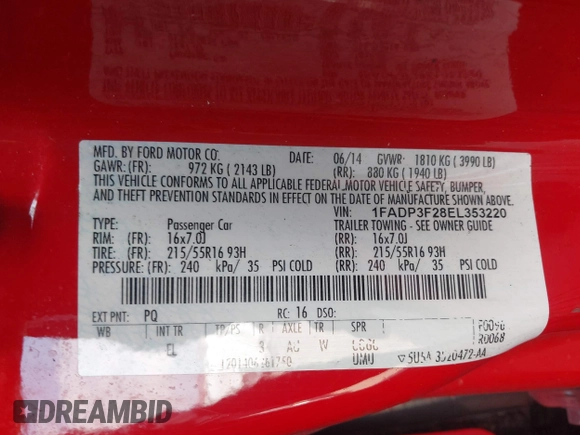 MFD. BY FORD MOTOR CO. DATE: 06/14 GVWR: 1810 KG ( 3990 LB)
GAWR: (FR): 972 KG ( 2143 LB) (RR): 880 KG ( 1940 LB)
THIS VEHICLE CONFORMS TO ALL APPLICABLE FEDERAL MOTOR VEHICLE SAFETY, BUMPER,
AND THEFT PREVENTION STANDARDS IN EFFECT ON THE DATE OF MANUFACTURE SHOWN ABOVE.
VIN: 1FADP3F28EL353220
TYPE: Passenger Car TRAILER TOWING - SEE OWNER GUIDE
RIM: (FR): 16x7.0J (RR): 16x7.0J
TIRE: (FR): 215/55R16 93H (RR): 215/55R16 93H
PRESSURE: (FR): 240 kPa/ 35 PSI COLD (RR): 240 kPa/ 35 PSI COLD
EXT PNT: PQ RC: 16 DSO:
WB INT TR TP/PS R AXLE TR SPR
EL W
UMU
DREAMBID